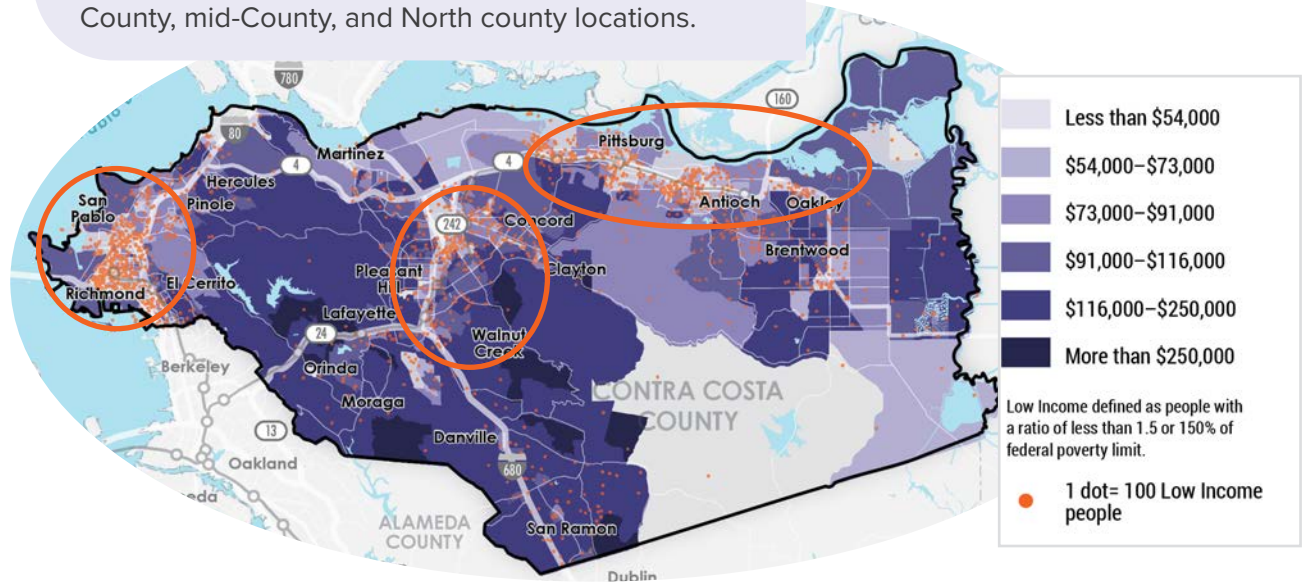 County, mid-County, and North county locations.
780
160
80
Pittsburg
4
4
Martinez
Hercules
San
Pablo
Pinole
Antioch
Oakley
242
Concord
Brentwood
Pleasant
Hill
Clayton
El Cerrito
Richmond
Lafayette
24
Walnut
Creek
Berkeley
Orinda
CONTRA COSTA
COUNTY
Moraga
13
Danville
Oakland
680
ALAMEDA
COUNTY
San Ramon
Dublin
Less than $54,000
$54,000–$73,000
$73,000–$91,000
$91,000–$116,000
$116,000–$250,000
More than $250,000
Low Income defined as people with
a ratio of less than 1.5 or 150% of
federal poverty limit.
1 dot= 100 Low Income
people